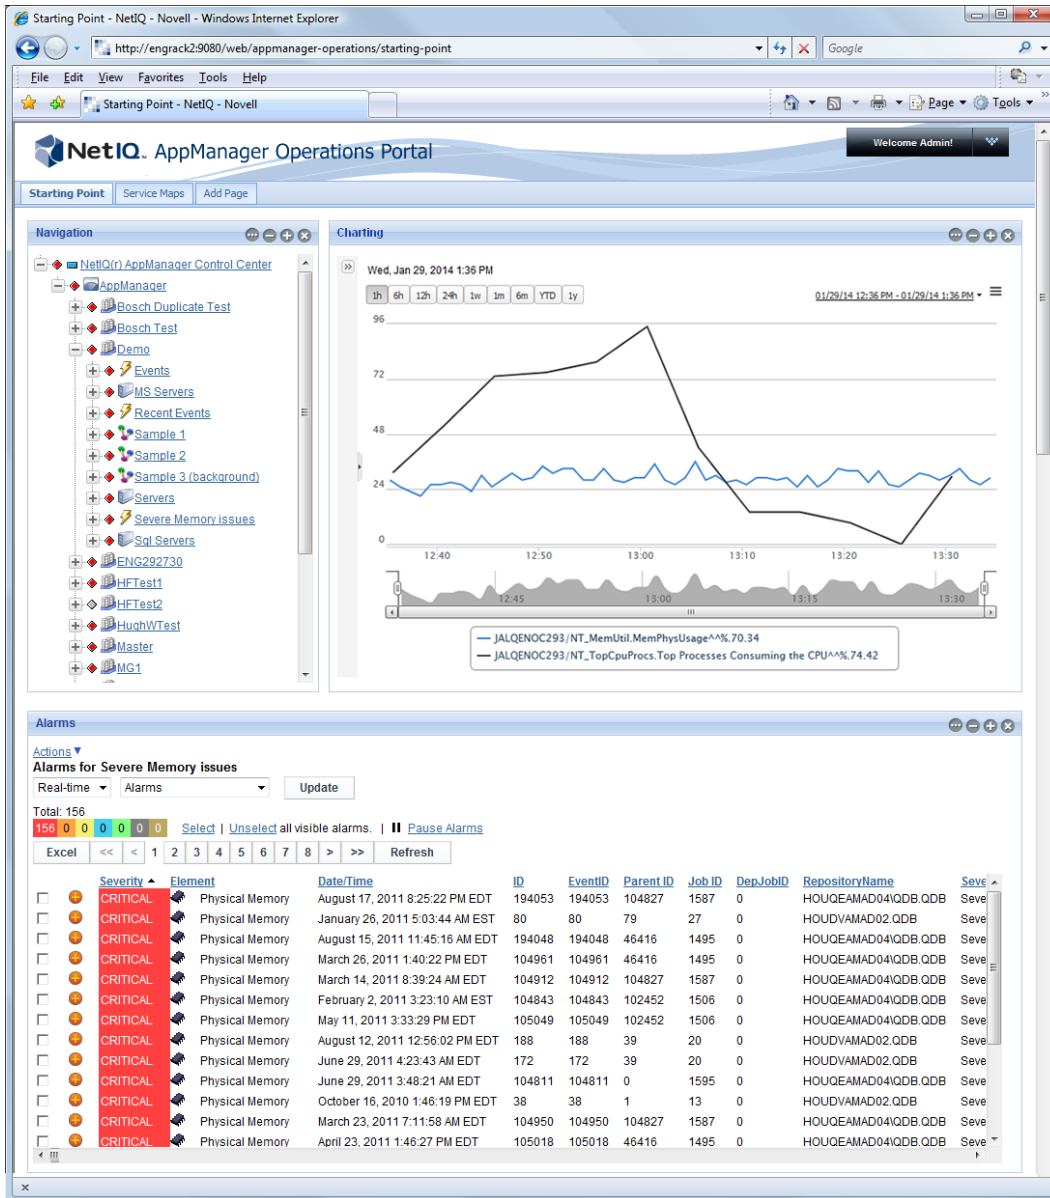 Starting Point - NetIQ - Novell - Windows Internet Explorer
http://engrack2:9080/web/appmanager-operations/starting-point
Google
File Edit View Favorites Tools Help
Starting Point - NetIQ - Novell
Page Tools
NetIQ. AppManager Operations Portal
Welcome Admin!
Starting Point Service Maps Add Page
Navigation
NetIQ(r) AppManager Control Center
AppManager
Bosch Duplicate Test
Bosch Test
Demo
Events
MS Servers
Recent Events
Sample 1
Sample 2
Sample 3 (background)
Servers
Severe Memory issues
Sql Servers
ENG292730
HFTest1
HFTest2
HughWTest
Master
MG1
Charting
Wed, Jan 29, 2014 1:36 PM
1h 6h 12h 24h 1w 1m 6m YTD 1y
01/29/14 12:36 PM - 01/29/14 1:36 PM
96
72
48
24
0
12:40 12:50 13:00 13:10 13:20 13:30
12:45 13:00 13:15 13:30
JALQENOC293/NT_MemUtil.MemPhysUsage^^%.70.34
JALQENOC293/NT_TopCpuProcs.Top Processes Consuming the CPU^^%.74.42
Alarms
Actions
Alarms for Severe Memory issues
Real-time Alarms Update
Total: 156
156 0 0 0 0 0 0 Select | Unselect all visible alarms. | Pause Alarms
Excel << < 1 2 3 4 5 6 7 8 > >> Refresh
Severity Element Date/Time ID EventID Parent ID Job ID DepJobID RepositoryName Seve
CRITICAL Physical Memory August 17, 2011 8:25:22 PM EDT 194053 194053 104827 1587 0 HOUQEAMAD04\QDB.QDB Seve
CRITICAL Physical Memory January 26, 2011 5:03:44 AM EST 80 80 79 27 0 HOUDVAMAD02.QDB Seve
CRITICAL Physical Memory August 15, 2011 11:45:16 AM EDT 194048 194048 46416 1495 0 HOUQEAMAD04\QDB.QDB Seve
CRITICAL Physical Memory March 26, 2011 1:40:22 PM EDT 104961 104961 46416 1495 0 HOUQEAMAD04\QDB.QDB Seve
CRITICAL Physical Memory March 14, 2011 8:39:24 AM EDT 104912 104912 104827 1587 0 HOUQEAMAD04\QDB.QDB Seve
CRITICAL Physical Memory February 2, 2011 3:23:10 AM EST 104843 104843 102452 1506 0 HOUQEAMAD04\QDB.QDB Seve
CRITICAL Physical Memory May 11, 2011 3:33:29 PM EDT 105049 105049 102452 1506 0 HOUQEAMAD04\QDB.QDB Seve
CRITICAL Physical Memory August 12, 2011 12:56:02 PM EDT 188 188 39 20 0 HOUDVAMAD02.QDB Seve
CRITICAL Physical Memory June 29, 2011 4:23:43 AM EDT 172 172 39 20 0 HOUDVAMAD02.QDB Seve
CRITICAL Physical Memory June 29, 2011 3:48:21 AM EDT 104811 104811 0 1595 0 HOUQEAMAD04\QDB.QDB Seve
CRITICAL Physical Memory October 16, 2010 1:46:19 PM EDT 38 38 1 13 0 HOUDVAMAD02.QDB Seve
CRITICAL Physical Memory March 23, 2011 7:11:58 AM EDT 104950 104950 104827 1587 0 HOUQEAMAD04\QDB.QDB Seve
CRITICAL Physical Memory April 23, 2011 1:46:27 PM EDT 105018 105018 46416 1495 0 HOUQEAMAD04\QDB.QDB Seve